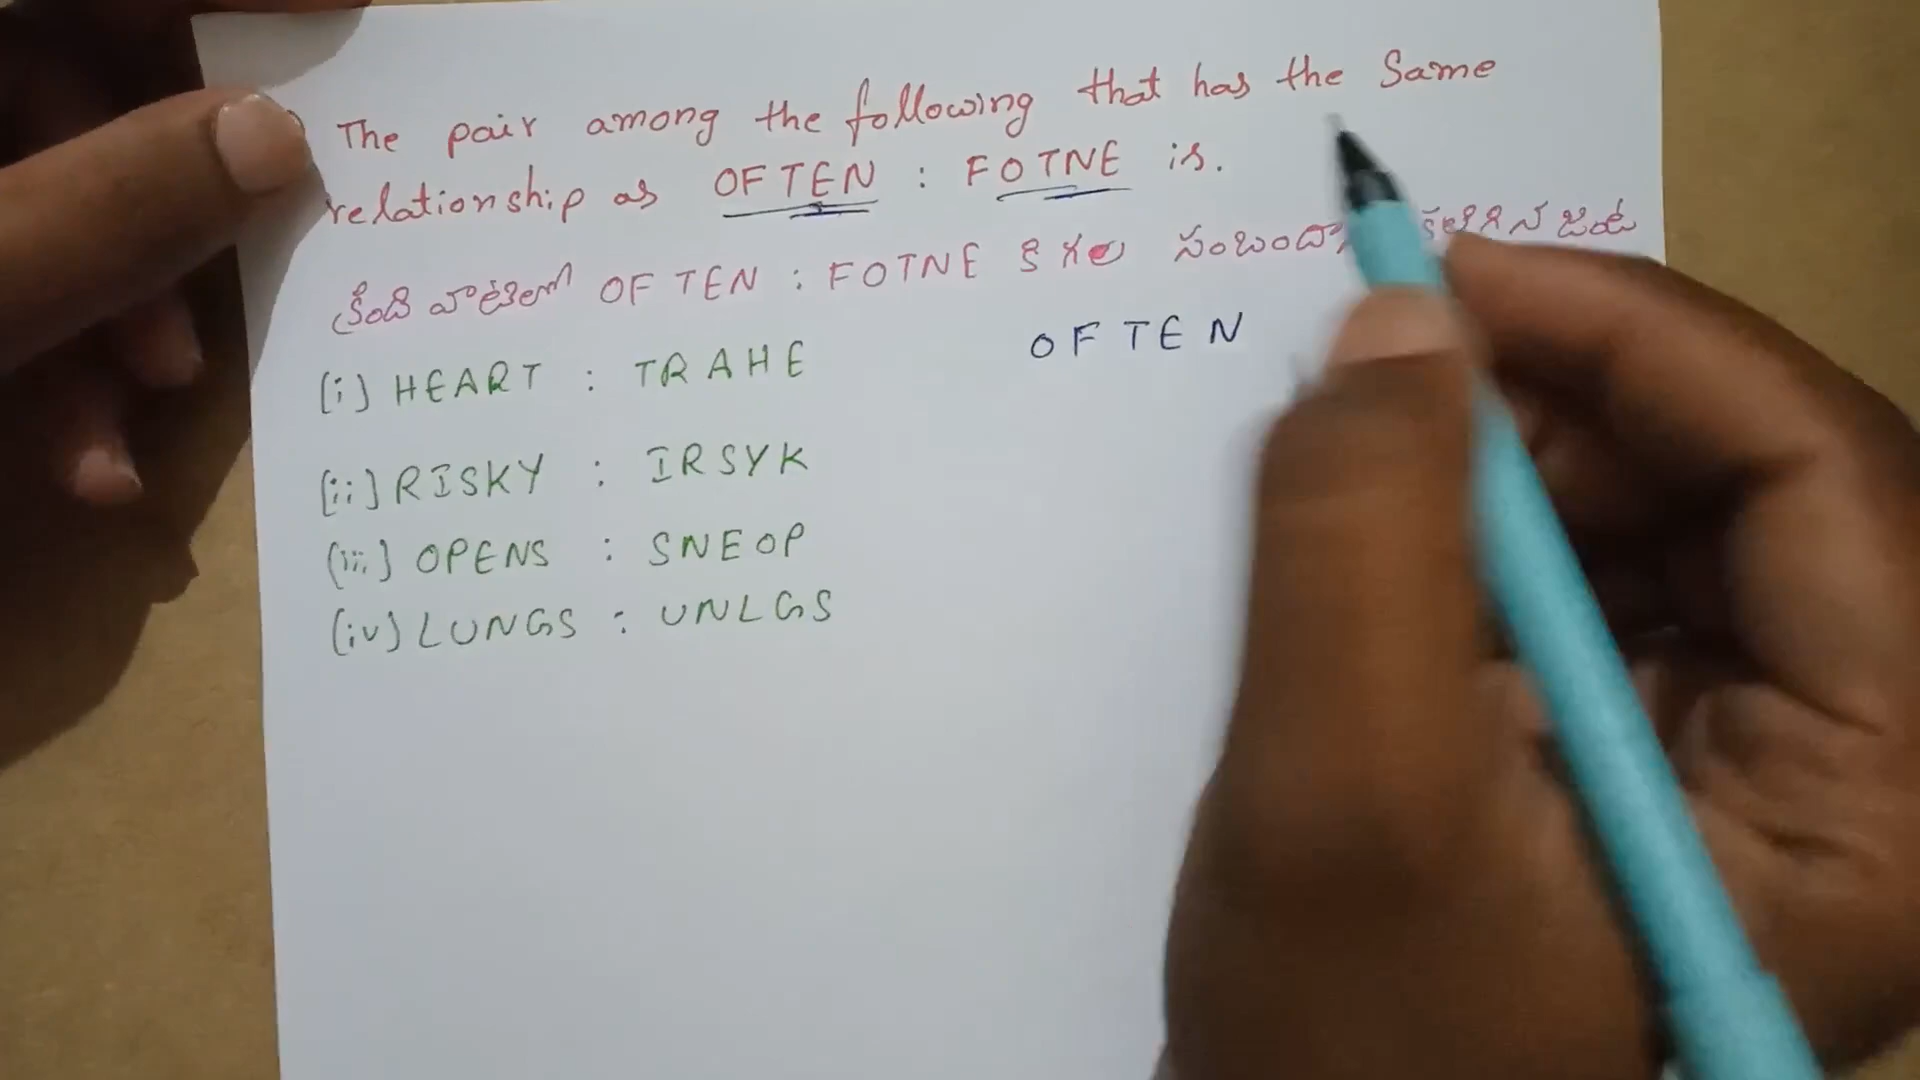 The pair among the following that has the Same
relationship as OFTEN : FOTNE is.
OFTEN : FOTNE ಕಿ ಗಲ
OFTEN
(i) HEART : TRAHE
(ii) RISKY : IRSYK
(iii) OPENS : SNEOP
(iv) LUNGS : UNLGS